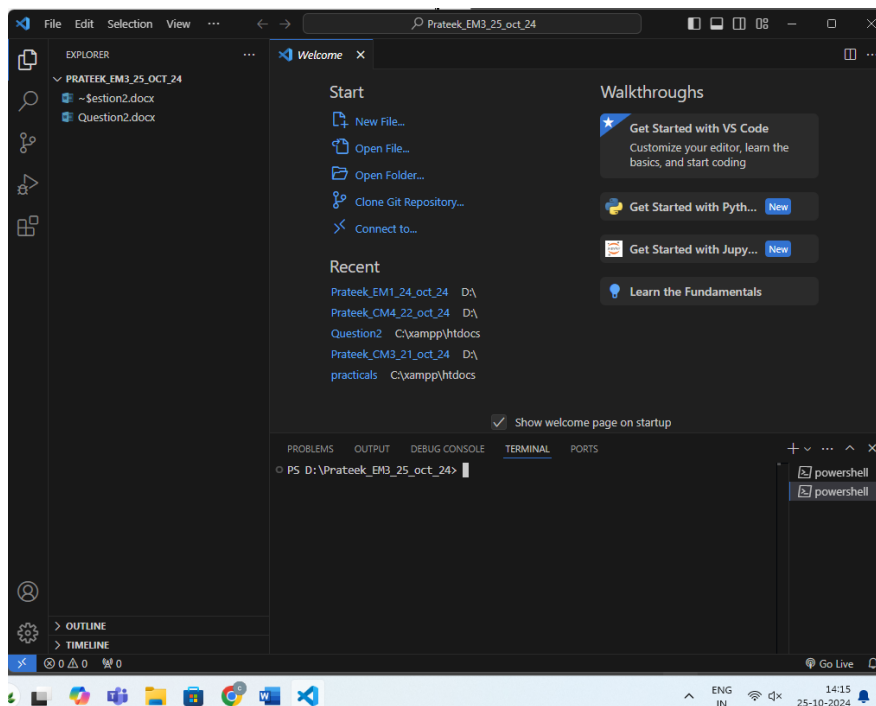 File Edit Selection View ··· Prateek_EM3_25_oct_24
EXPLORER ···
PRATEEK_EM3_25_OCT_24
~$estion2.docx
Question2.docx
OUTLINE
TIMELINE
Welcome
Start
New File...
Open File...
Open Folder...
Clone Git Repository...
Connect to...
Recent
Prateek_EM1_24_oct_24 D:\
Prateek_CM4_22_oct_24 D:\
Question2 C:\xampp\htdocs
Prateek_CM3_21_oct_24 D:\
practicals C:\xampp\htdocs
Walkthroughs
Get Started with VS Code
Customize your editor, learn the
basics, and start coding
Get Started with Pyth... New
Get Started with Jupy... New
Learn the Fundamentals
Show welcome page on startup
PROBLEMS OUTPUT DEBUG CONSOLE TERMINAL PORTS
PS D:\Prateek_EM3_25_oct_24>
powershell
powershell
0 0 0 Go Live
ENG
IN
14:15
25-10-2024